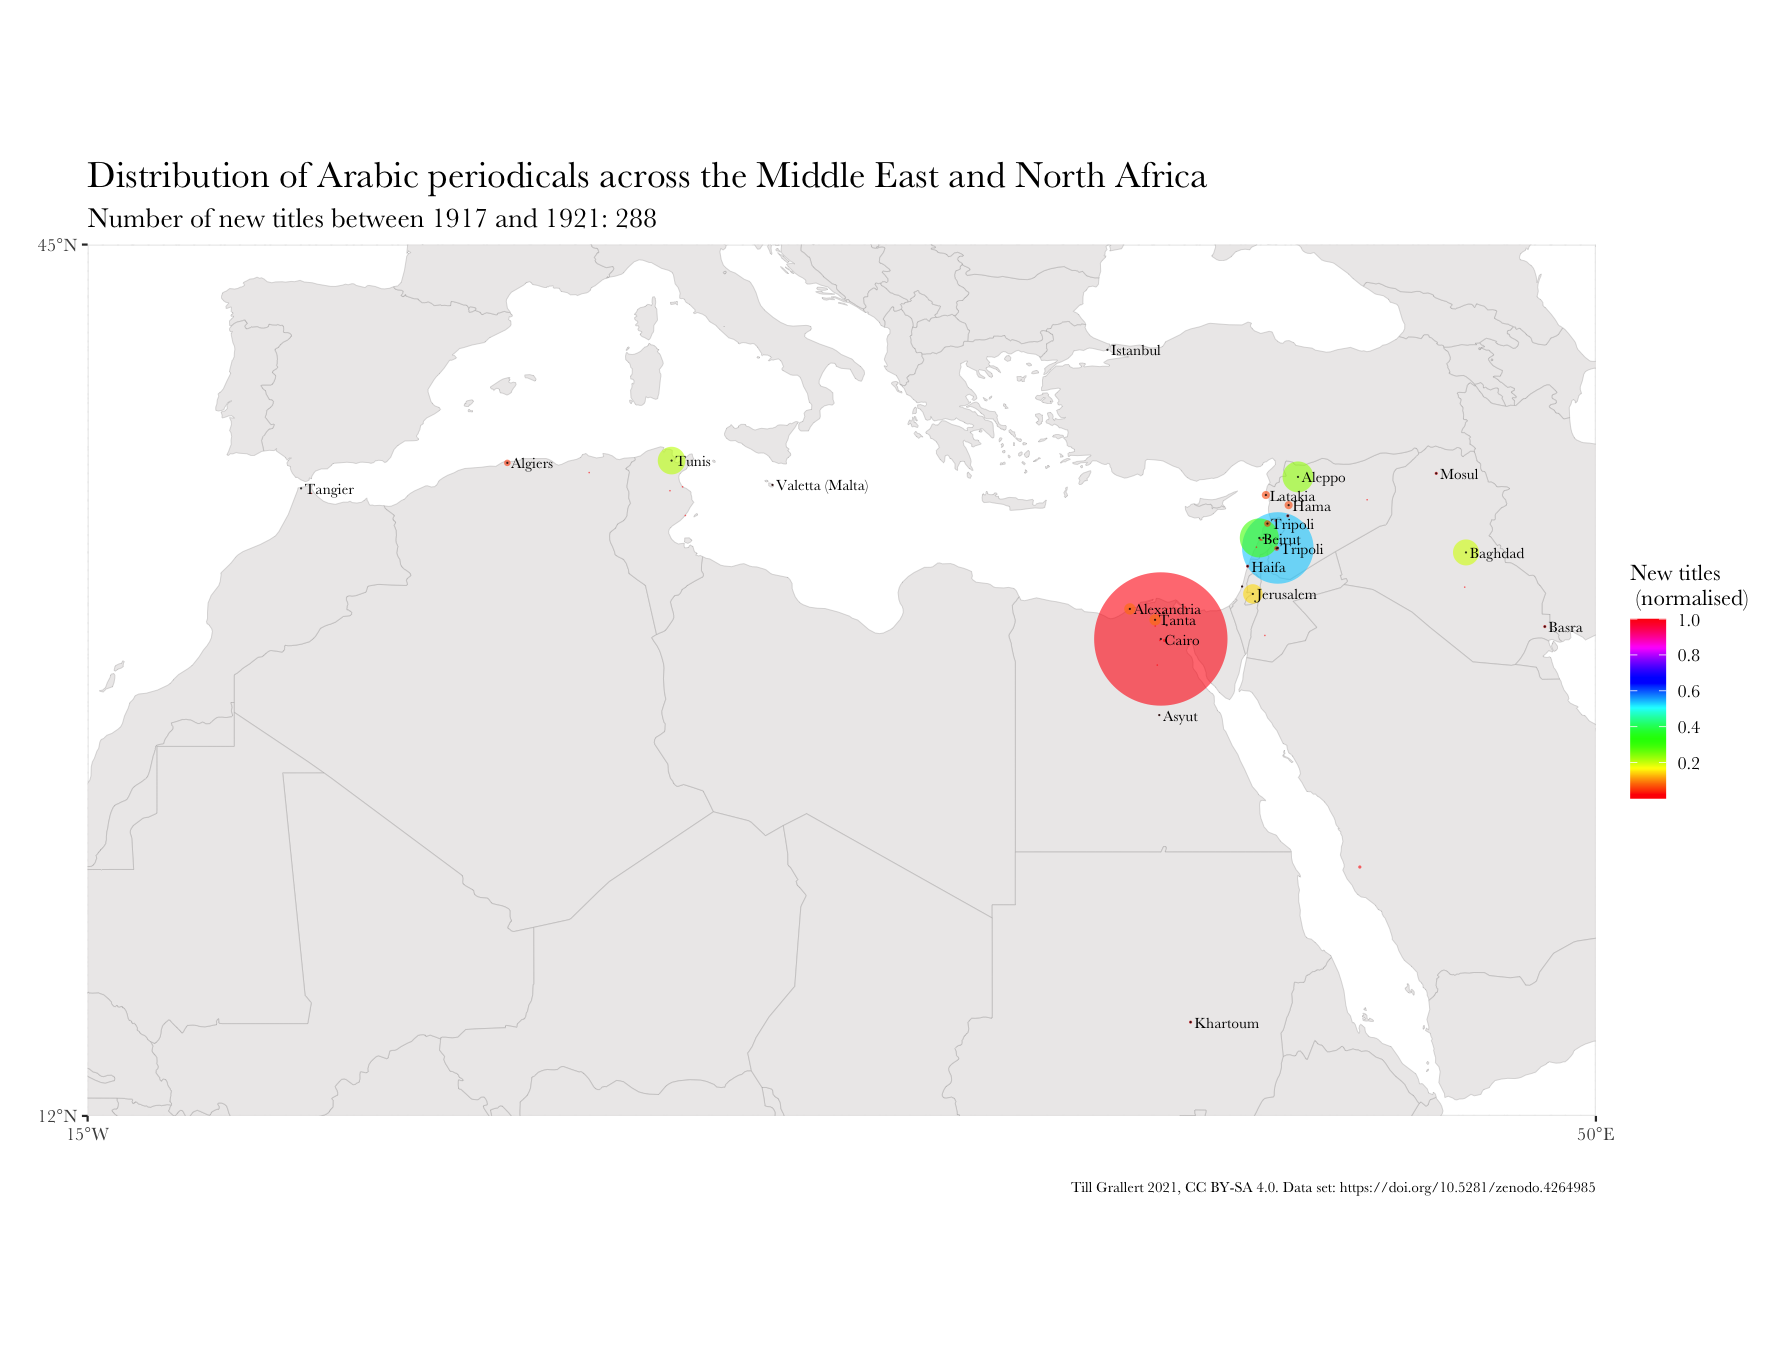 Distribution of Arabic periodicals across the Middle East and North Africa
Number of new titles between 1917 and 1921: 288
45°N
Istanbul
Algiers
Tunis
Tangier
Valetta (Malta)
Aleppo
Mosul
Latakia
Hama
Tripoli
Beirut
Tripoli
Baghdad
Haifa
Jerusalem
Alexandria
Tanta
Cairo
Basra
Asyut
Khartoum
New titles
(normalised)
1.0
0.8
0.6
0.4
0.2
12°N
15°W
50°E
Till Grallert 2021, CC BY-SA 4.0. Data set: https://doi.org/10.5281/zenodo.4264985